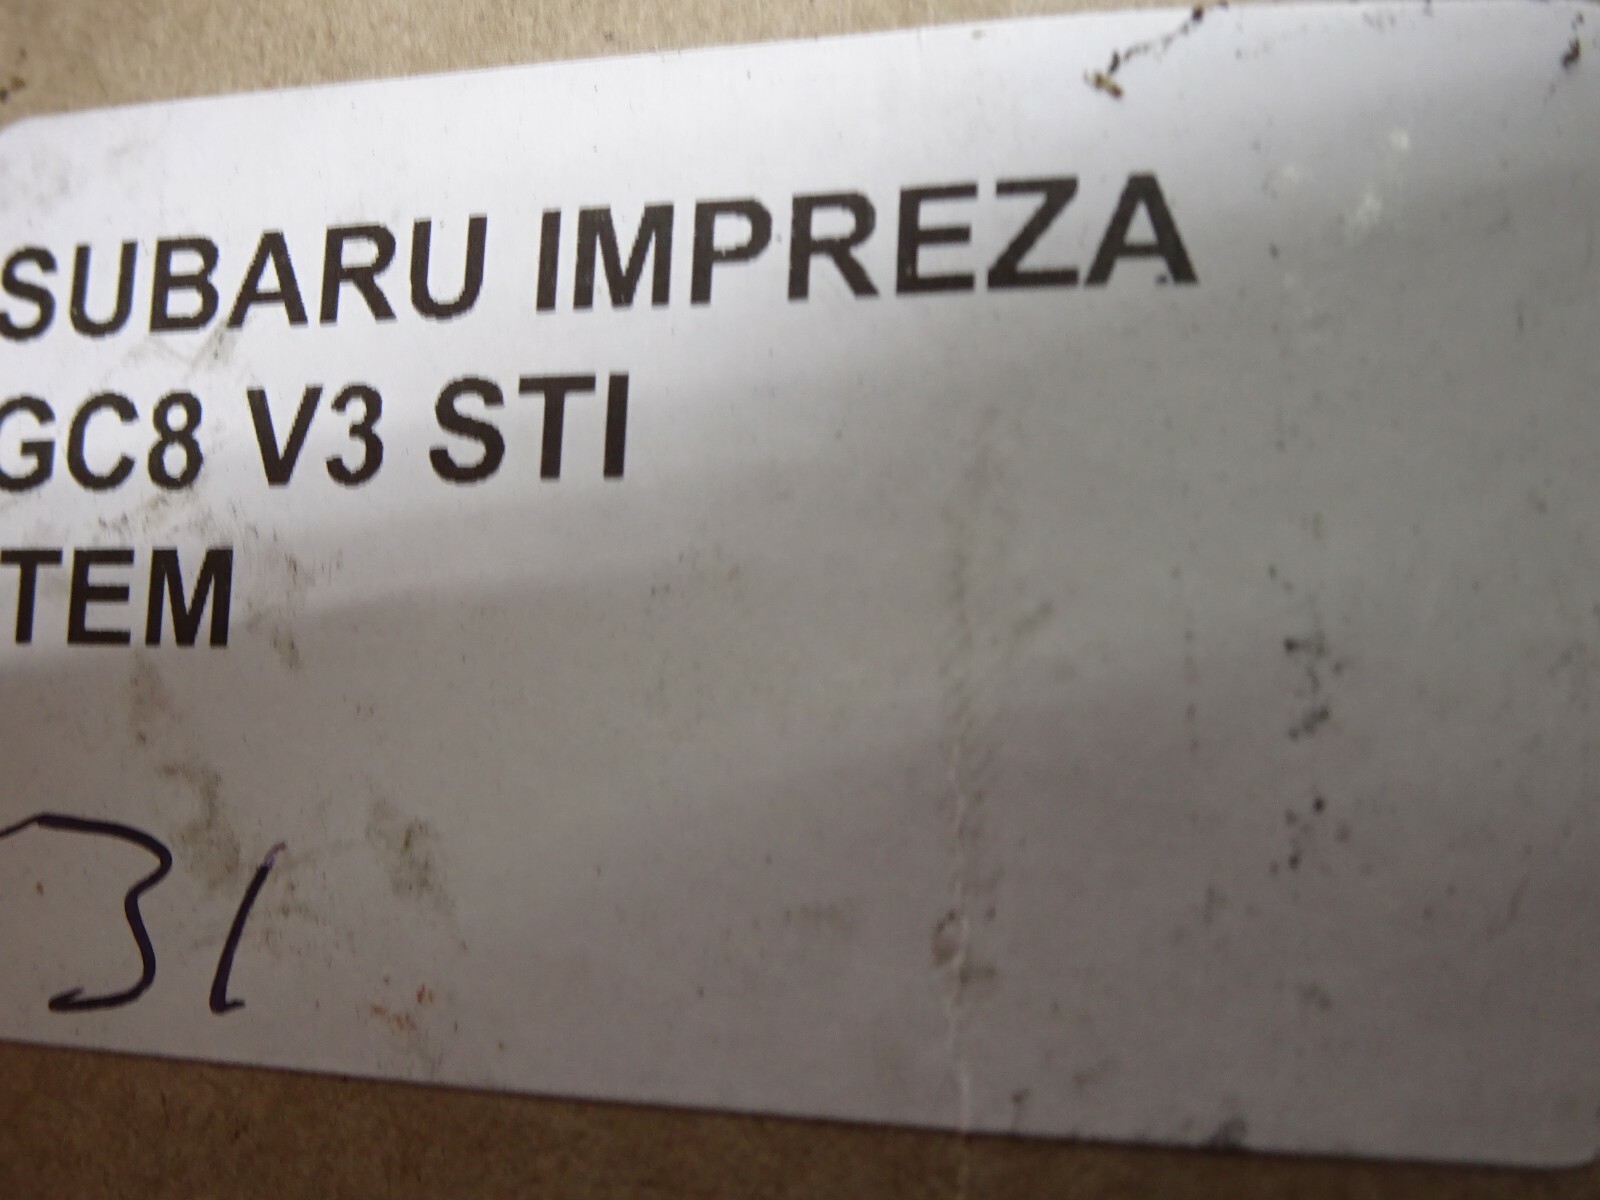 SUBARU IMPREZA
GC8 V3 STI
TEM
31